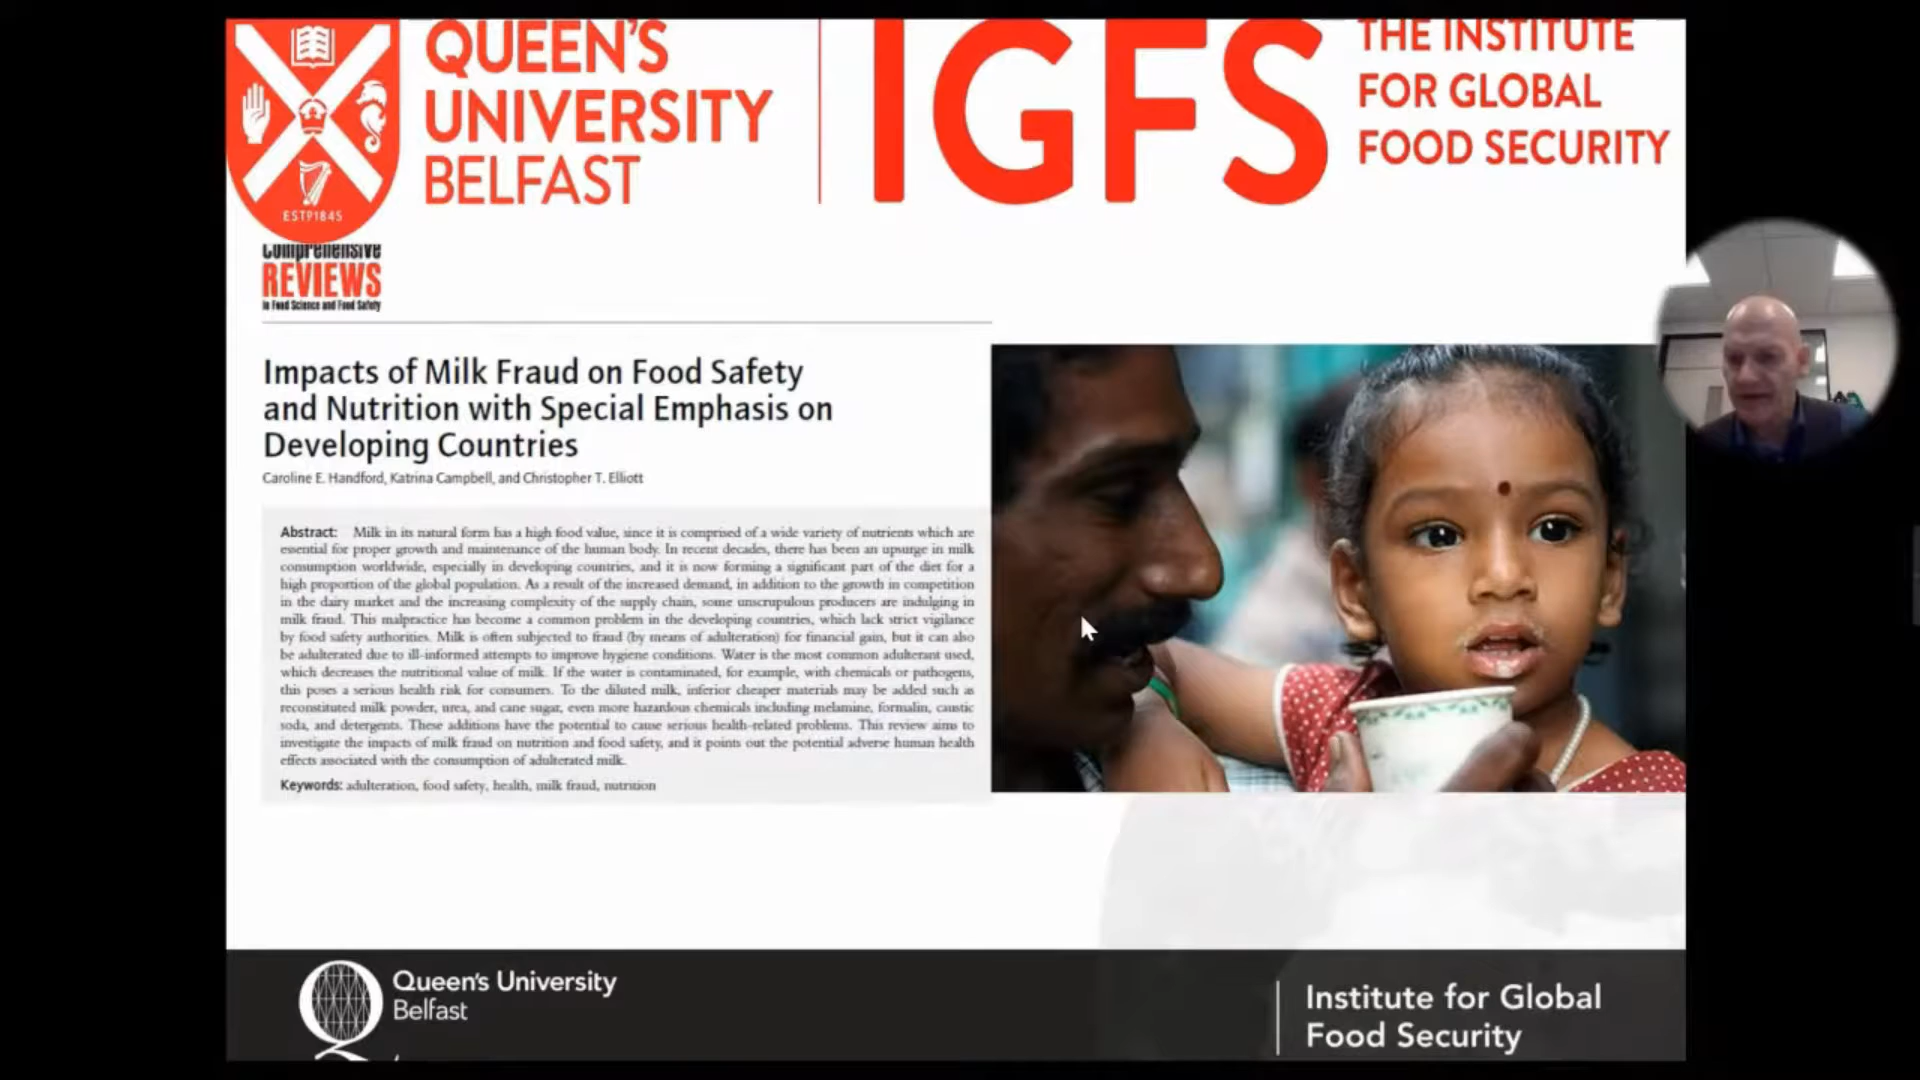 QUEEN'S
UNIVERSITY
BELFAST
ESTD1845
IGFS
THE INSTITUTE
FOR GLOBAL
FOOD SECURITY
Comprehensive
REVIEWS
in Food Science and Food Safety
Impacts of Milk Fraud on Food Safety
and Nutrition with Special Emphasis on
Developing Countries
Caroline E. Handford, Katrina Campbell, and Christopher T. Elliott
Abstract: Milk in its natural form has a high food value, since it is comprised of a wide variety of nutrients which are
essential for proper growth and maintenance of the human body. In recent decades, there has been an upsurge in milk
consumption worldwide, especially in developing countries, and it is now forming a significant part of the diet for a
high proportion of the global population. As a result of the increased demand, in addition to the growth in competition
in the dairy market and the increasing complexity of the supply chain, some unscrupulous producers are indulging in
milk fraud. This malpractice has become a common problem in the developing countries, which lack strict vigilance
by food safety authorities. Milk is often subjected to fraud (by means of adulteration) for financial gain, but it can also
be adulterated due to ill-informed attempts to improve hygiene conditions. Water is the most common adulterant used,
which decreases the nutritional value of milk. If the water is contaminated, for example, with chemicals or pathogens,
this poses a serious health risk for consumers. To the diluted milk, inferior cheaper materials may be added such as
reconstituted milk powder, urea, and cane sugar, even more hazardous chemicals including melamine, formalin, caustic
soda, and detergents. These additions have the potential to cause serious health-related problems. This review aims to
investigate the impacts of milk fraud on nutrition and food safety, and it points out the potential adverse human health
effects associated with the consumption of adulterated milk.
Keywords: adulteration, food safety, health, milk fraud, nutrition
Queen's University
Belfast
Institute for Global
Food Security